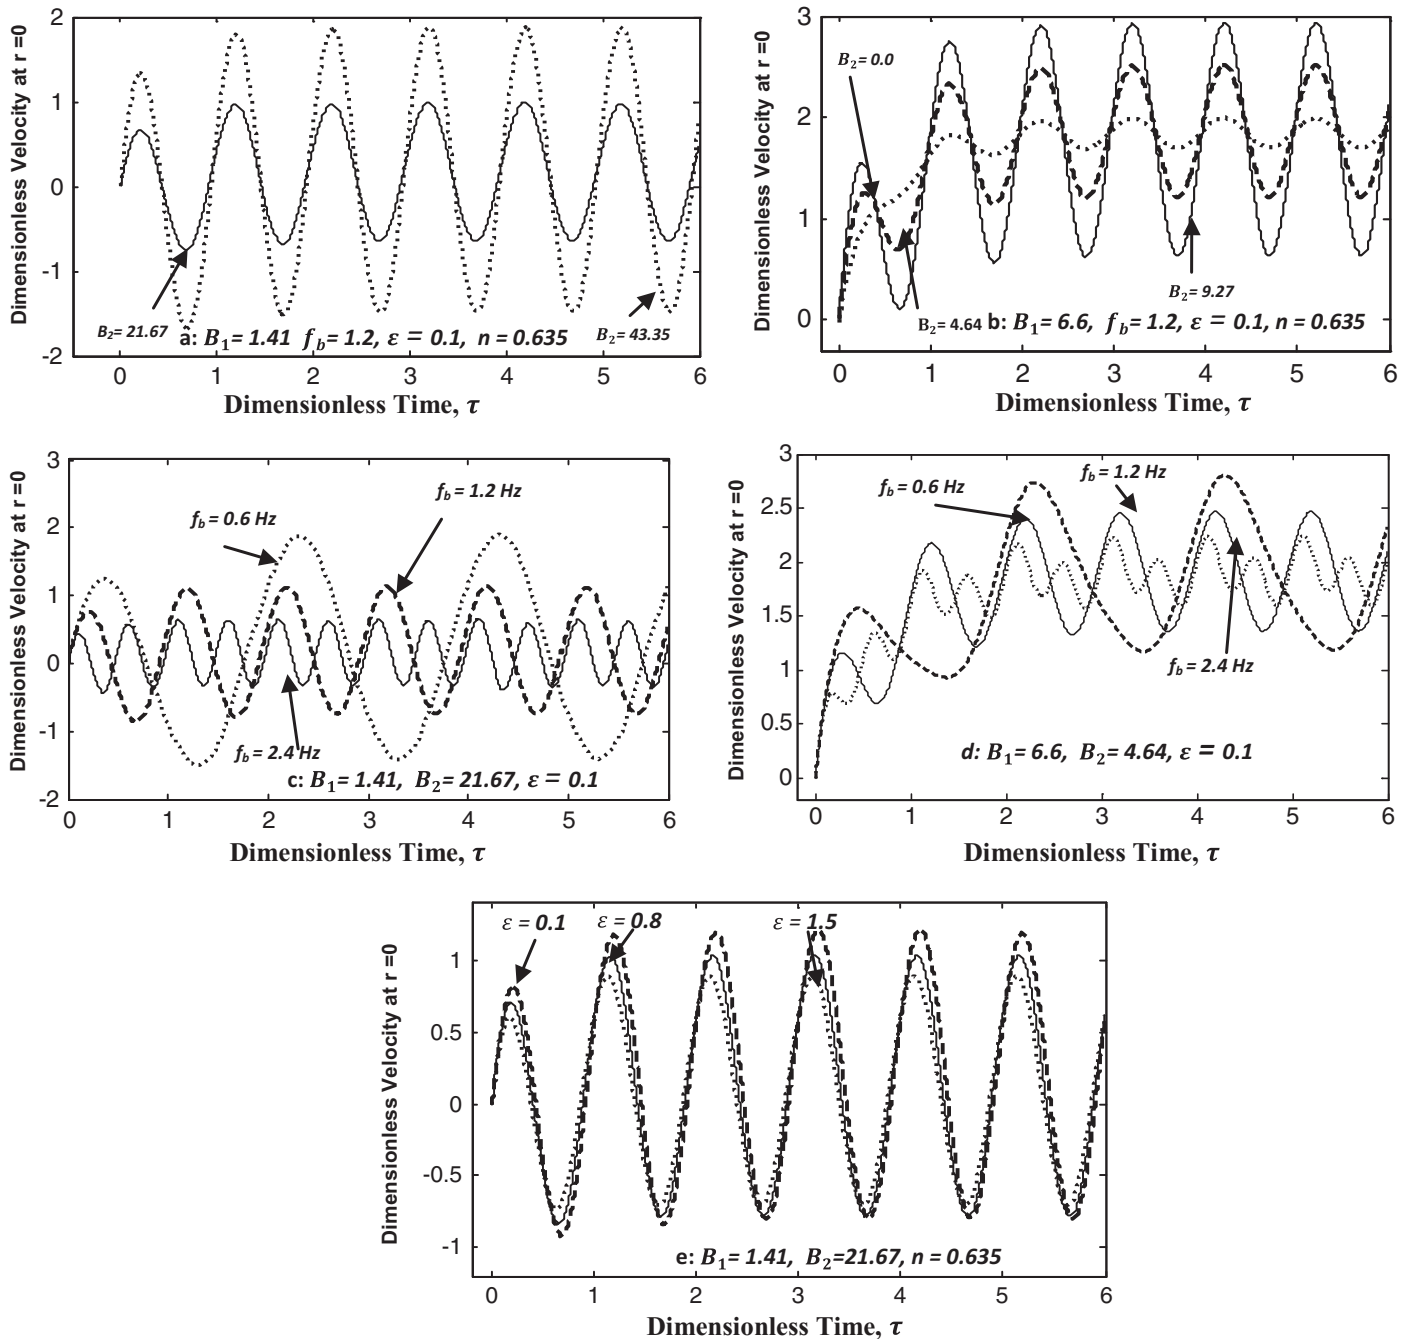 Dimensionless Velocity at r =0
2
1
0
-1
-2
B₂= 21.67
B₂= 43.35
a: B₁= 1.41 f_b= 1.2, ε = 0.1, n = 0.635
0 1 2 3 4 5 6
Dimensionless Time, τ
Dimensionless Velocity at r =0
3
2
1
0
B₂= 0.0
B₂= 9.27
B₂= 4.64
b: B₁= 6.6, f_b= 1.2, ε = 0.1, n = 0.635
0 1 2 3 4 5 6
Dimensionless Time, τ
Dimensionless Velocity at r =0
3
2
1
0
-1
-2
f_b = 0.6 Hz
f_b = 1.2 Hz
f_b = 2.4 Hz
c: B₁= 1.41, B₂= 21.67, ε = 0.1
0 1 2 3 4 5 6
Dimensionless Time, τ
Dimensionless Velocity at r =0
3
2.5
2
1.5
1
0.5
0
f_b = 0.6 Hz
f_b = 1.2 Hz
f_b = 2.4 Hz
d: B₁= 6.6, B₂= 4.64, ε = 0.1
0 1 2 3 4 5 6
Dimensionless Time, τ
Dimensionless Velocity at r =0
1
0.5
0
-0.5
-1
ε = 0.1 ε = 0.8 ε = 1.5
e: B₁= 1.41, B₂=21.67, n = 0.635
0 1 2 3 4 5 6
Dimensionless Time, τ